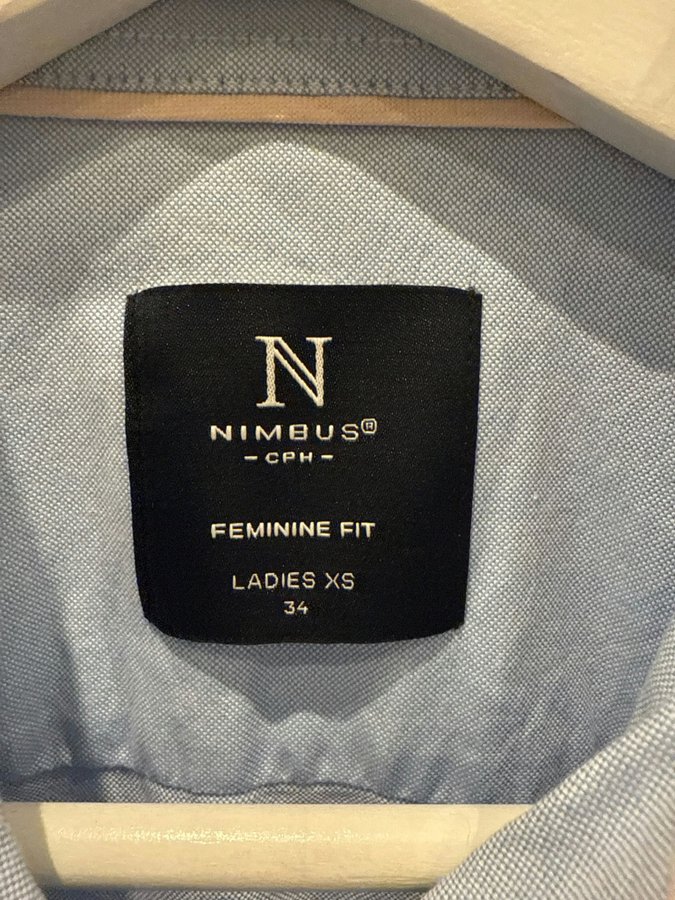 N
NIMBUS®
– CPH –
FEMININE FIT
LADIES XS
34